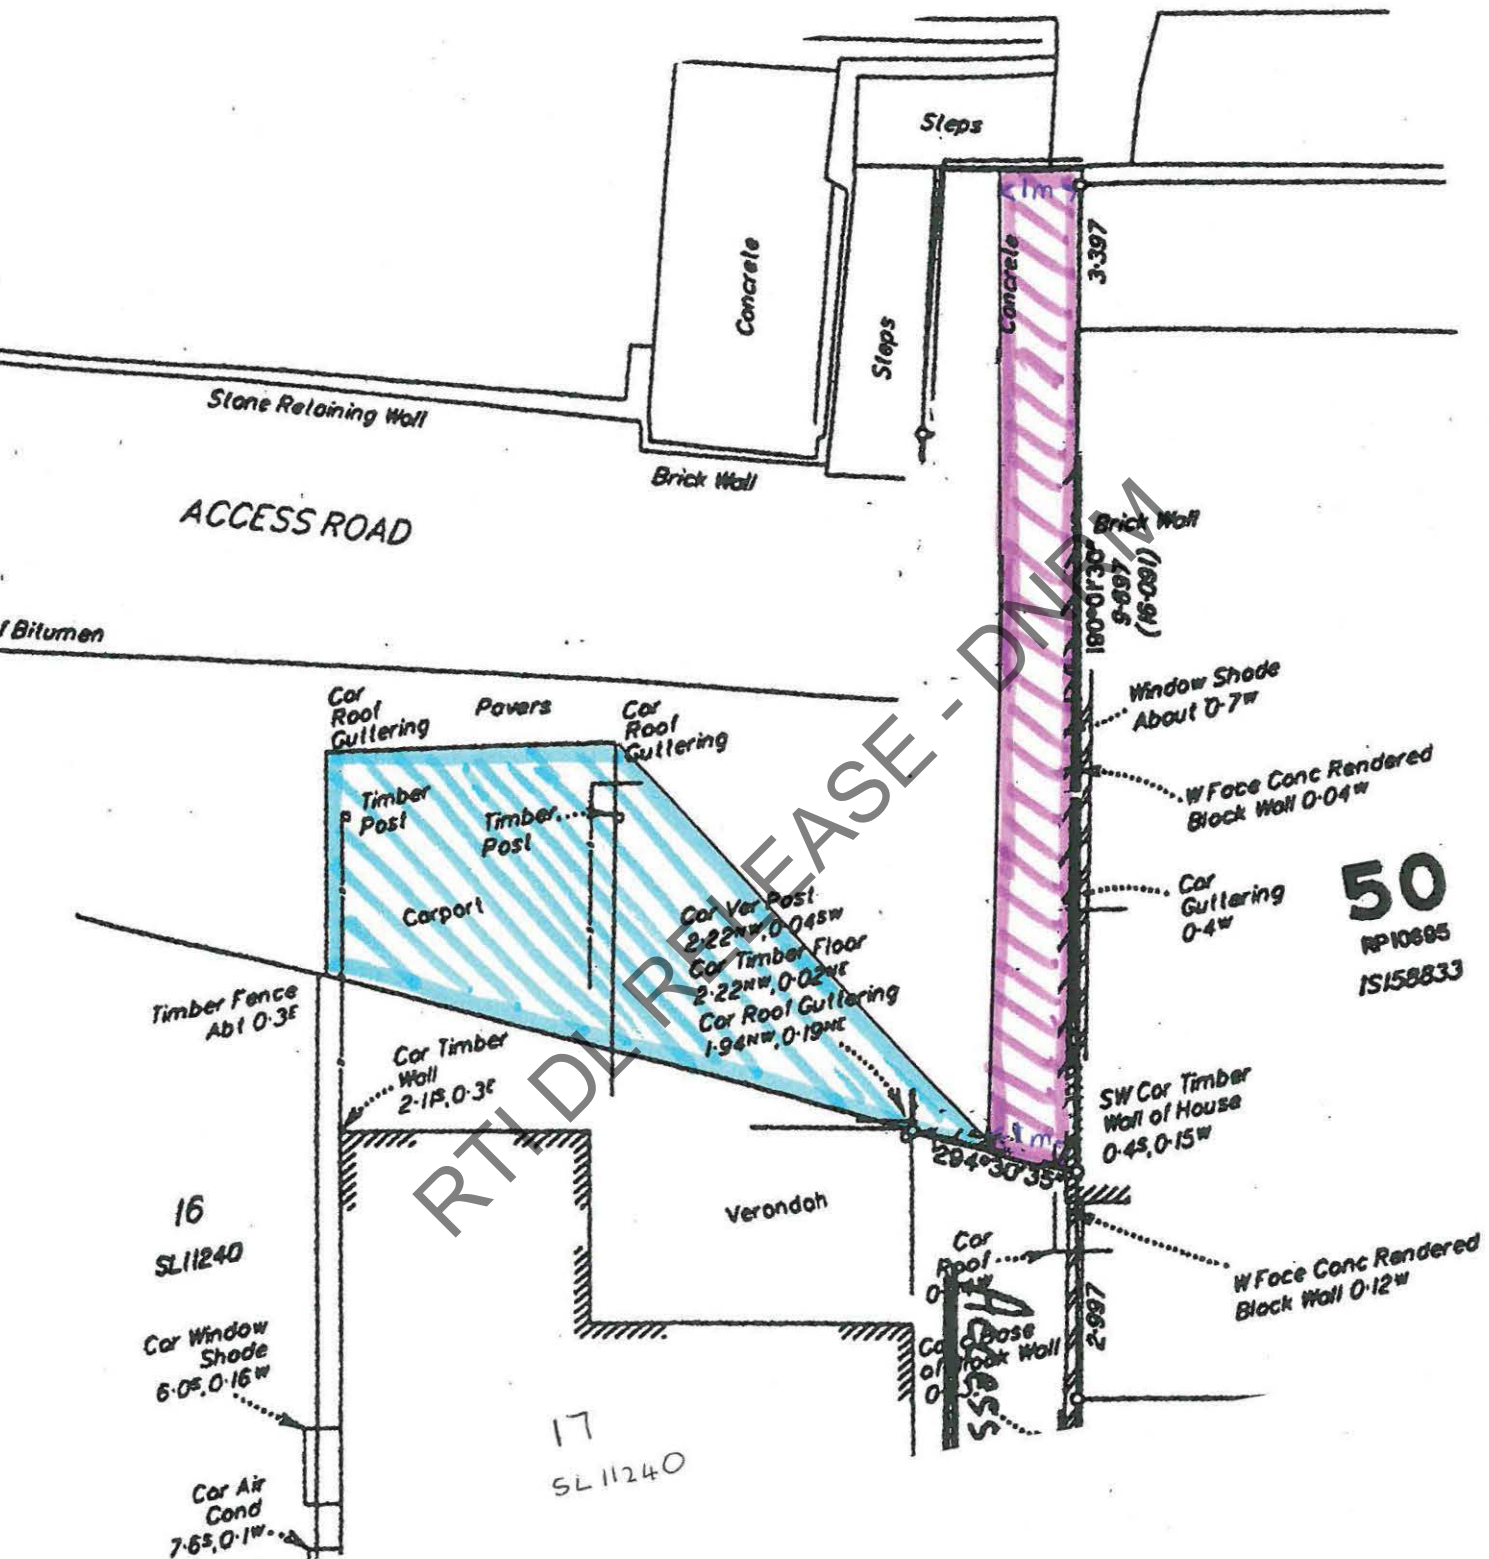 Steps
1m
Concrete
3·397
Concrete
Steps
Stone Retaining Wall
Brick Wall
ACCESS ROAD
Brick Wall
180°01'30"
9·697
(16·091)
f Bitumen
Window Shade
About 0·7W
Cor
Roof
Guttering
Pavers
Cor
Roof
Guttering
W Face Conc Rendered
Block Wall 0·04W
Timber
Post
Timber
Post
Cor
Guttering
0·4W
50
RP10695
IS158833
Carport
Cor Ver Post
2·22NW, 0·04SW
Cor Timber Floor
2·22NW, 0·02NE
Cor Roof Guttering
1·94NW, 0·19NE
Timber Fence
Abt 0·3E
Cor Timber
Wall
2·1S, 0·3E
SW Cor Timber
Wall of House
0·4S, 0·15W
1m
294°30'35"
Verandah
16
SL11240
Cor
Roof
Access
W Face Conc Rendered
Block Wall 0·12W
2·997
Base
Wall
Cor Window
Shade
6·0S, 0·16W
17
SL 11240
Cor Air
Cond
7·6S, 0·1W
RTI DL RELEASE - DNRM